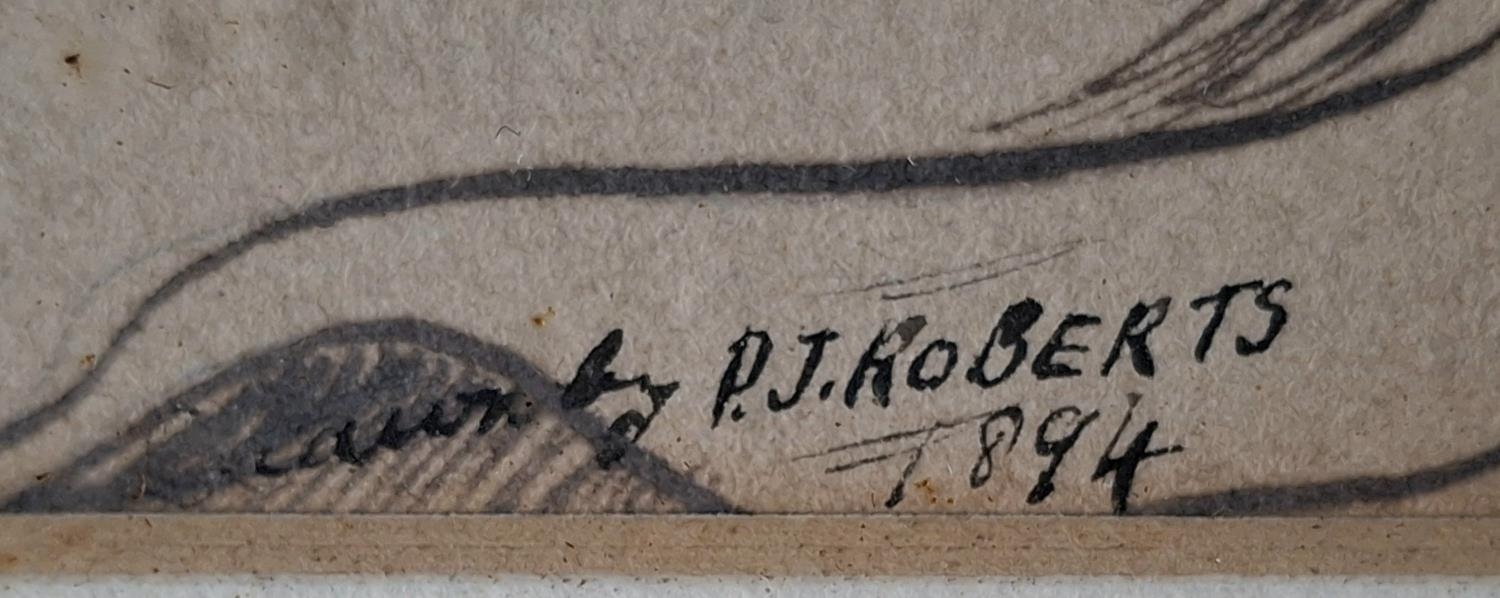 drawn by P.J. ROBERTS
1894